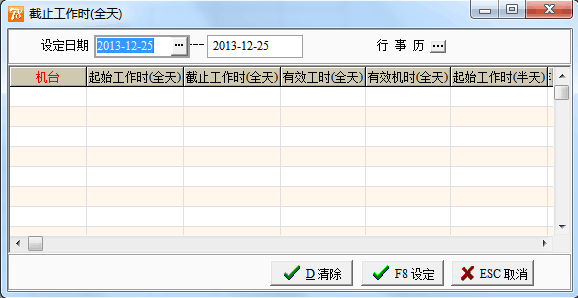 截止工作时(全天)
设定日期 2013-12-25 --- 2013-12-25 行 事 历
机台 起始工作时(全天) 截止工作时(全天) 有效工时(全天) 有效机时(全天) 起始工作时(半天)
D 清除 F8 设定 ESC 取消